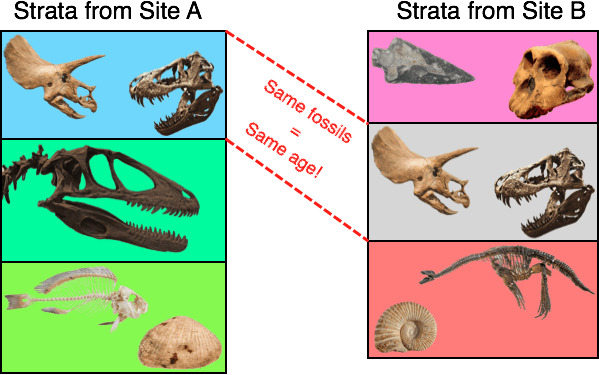 Strata from Site A
Strata from Site B
Same fossils
=
Same age!